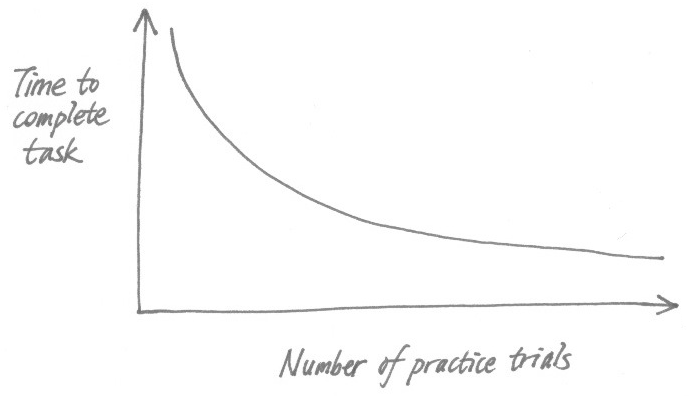 Time to
complete
task
Number of practice trials